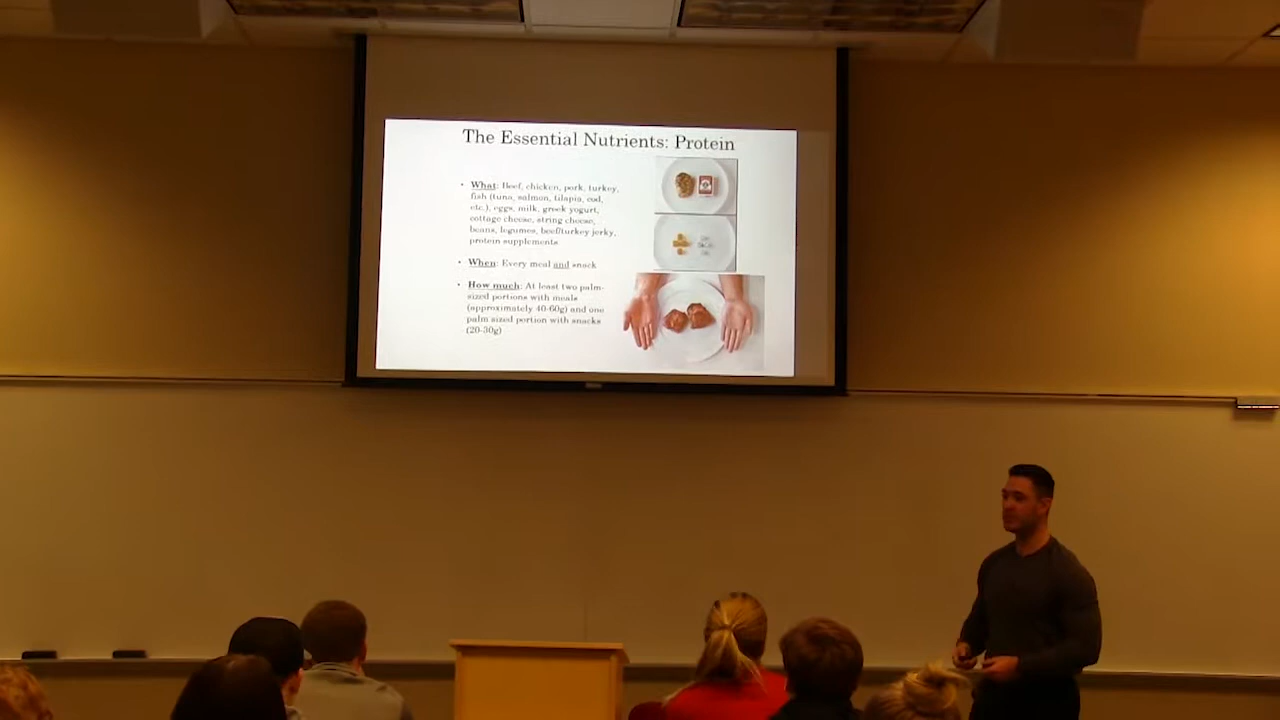 The Essential Nutrients: Protein
• What: Beef, chicken, pork, turkey,
fish (tuna, salmon, tilapia, cod,
etc.), eggs, milk, greek yogurt,
cottage cheese, string cheese,
beans, legumes, beef/turkey jerky,
protein supplements
• When: Every meal and snack
• How much: At least two palm-
sized portions with meals
(approximately 40-60g) and one
palm sized portion with snacks
(20-30g)